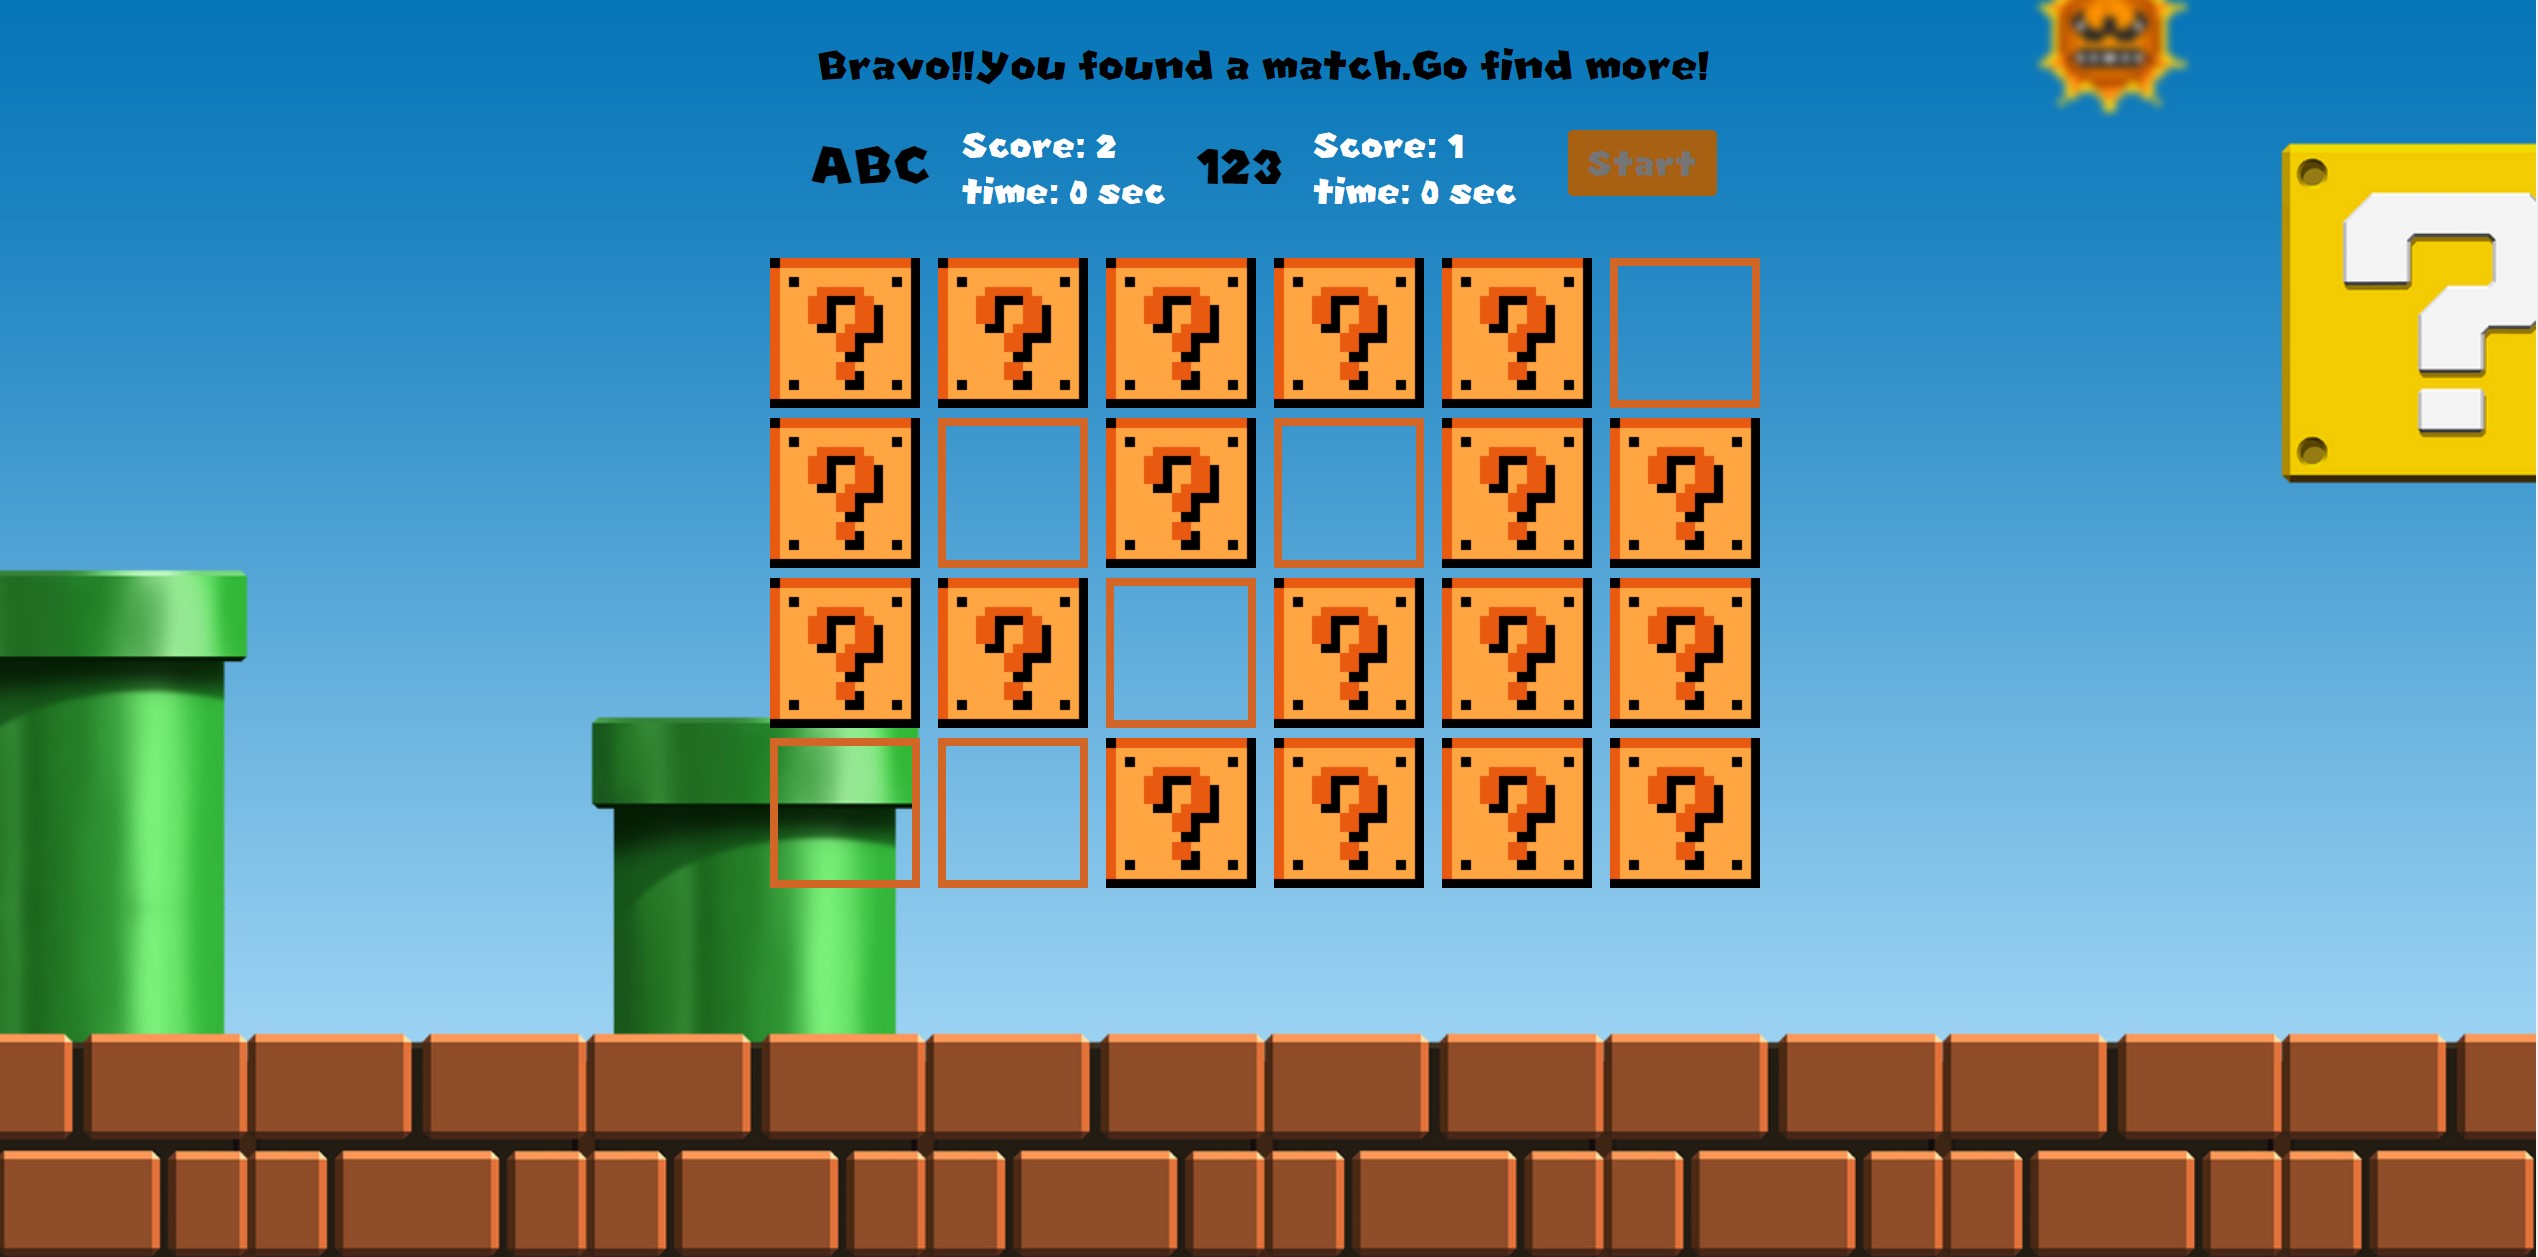 Bravo!!You found a match.Go find more!
ABC
Score: 2
time: 0 sec
123
Score: 1
time: 0 sec
Start
?
? ? ? ? ?
? ? ? ?
? ? ? ? ?
? ? ? ?